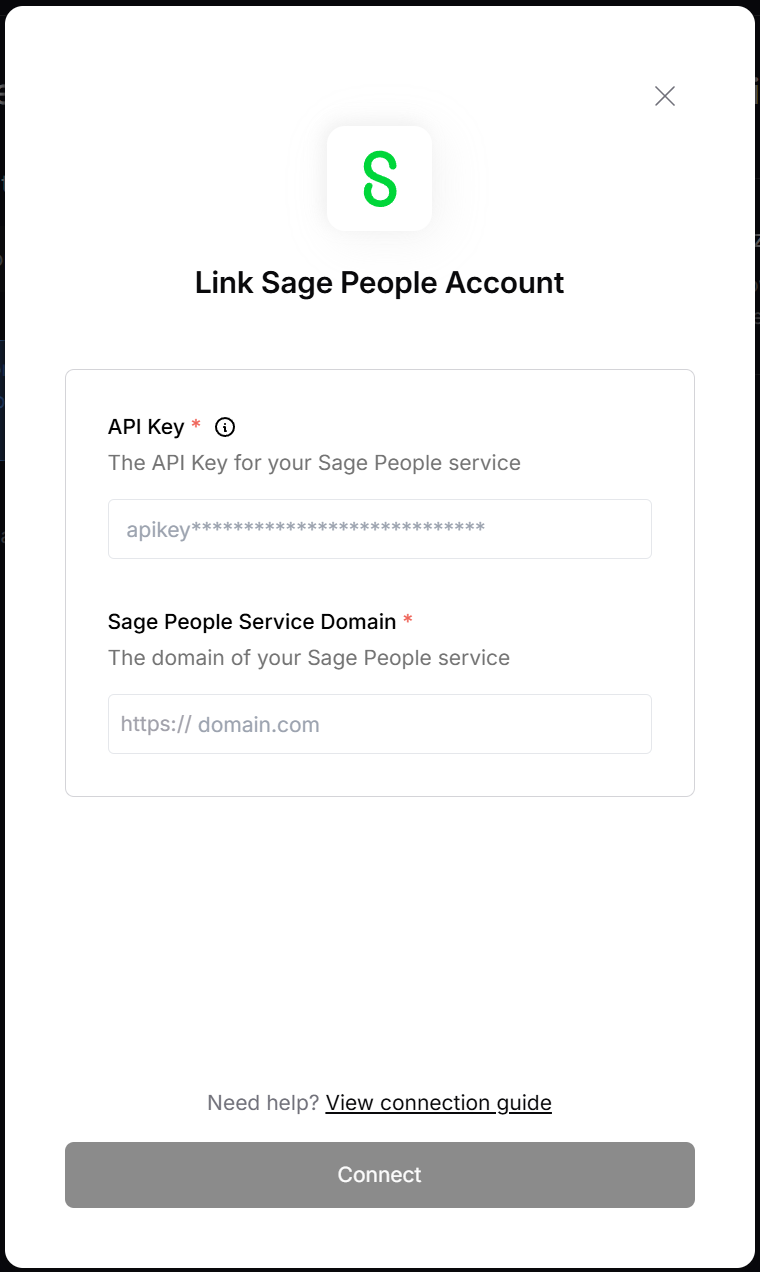 Link Sage People Account
API Key *
The API Key for your Sage People service
apikey****************************
Sage People Service Domain *
The domain of your Sage People service
https:// domain.com
Need help? View connection guide
Connect